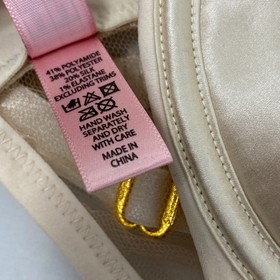 41% POLYAMIDE
38% POLYESTER
20% SILK
1% ELASTANE
EXCLUDING TRIMS
HAND WASH
SEPARATELY
AND DRY
WITH CARE
MADE IN
CHINA